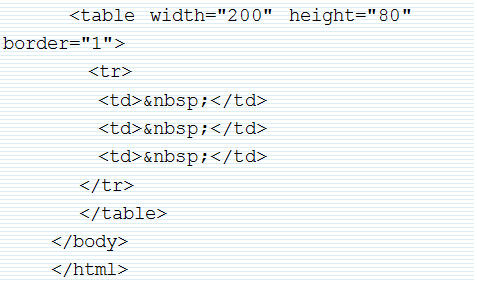 <table width="200" height="80"
border="1">
<tr>
<td>&nbsp;</td>
<td>&nbsp;</td>
<td>&nbsp;</td>
</tr>
</table>
</body>
</html>